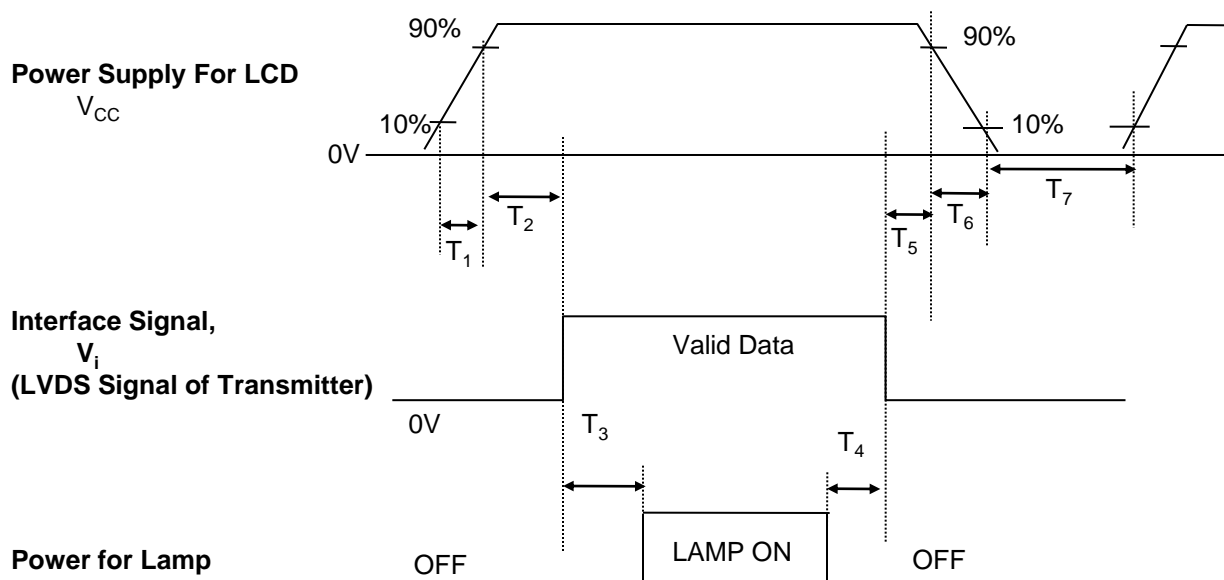 90%
90%
Power Supply For LCD
VCC
10%
10%
0V
T1
T2
T5
T6
T7
Interface Signal,
Vi
(LVDS Signal of Transmitter)
Valid Data
0V
T3
T4
Power for Lamp
OFF
LAMP ON
OFF